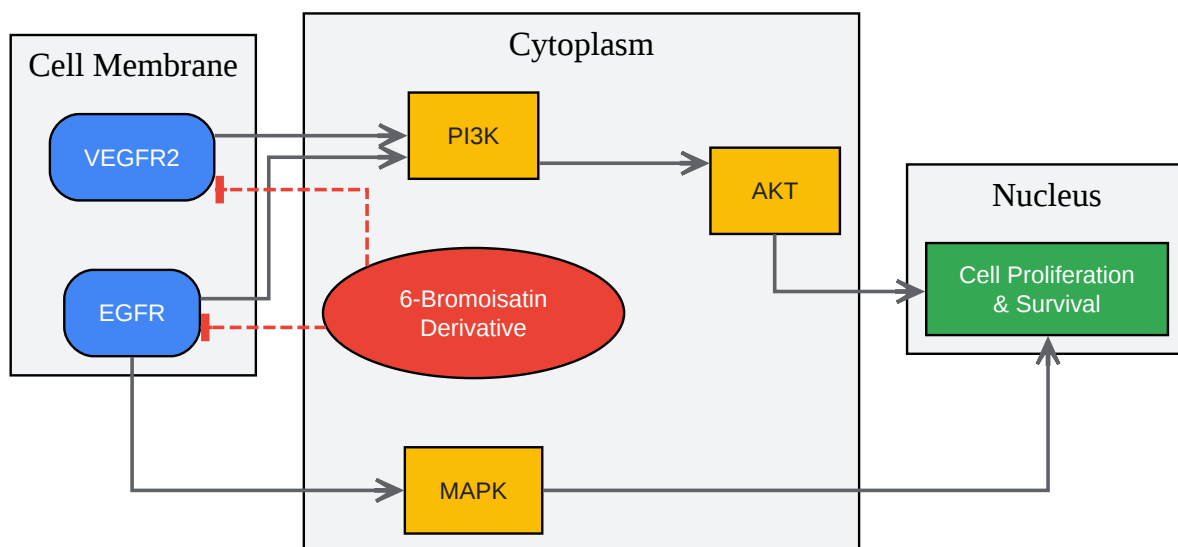 Cell Membrane
VEGFR2
EGFR
Cytoplasm
PI3K
AKT
6-Bromoisatin
Derivative
MAPK
Nucleus
Cell Proliferation
& Survival